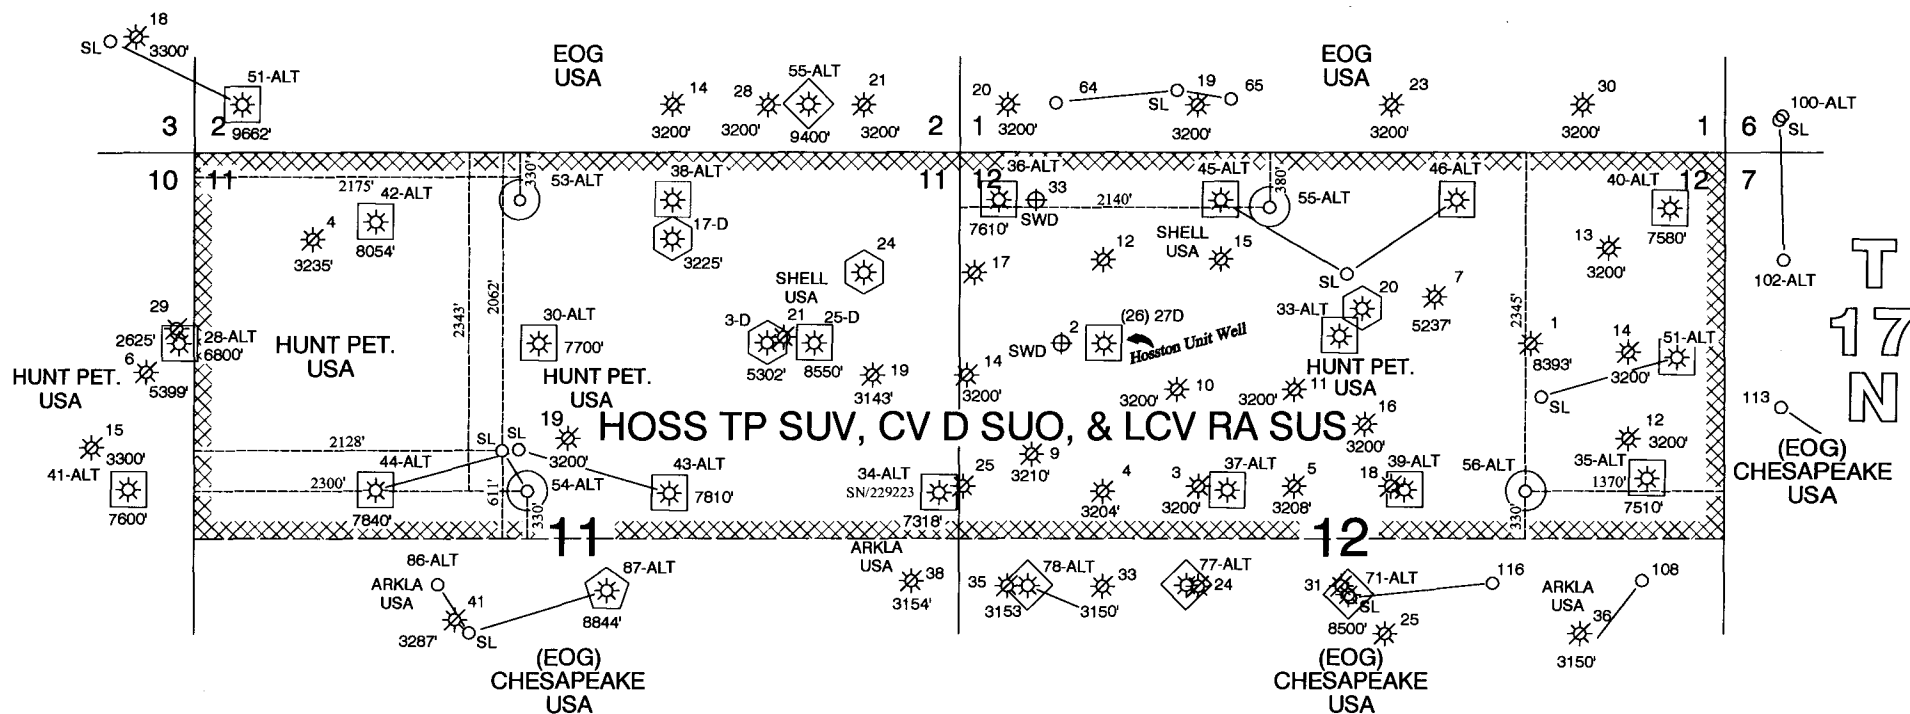 18
SL
3300'
51-ALT
9662'
3
2
EOG
USA
14
3200'
28
3200'
55-ALT
9400'
21
3200'
2
1
20
3200'
64
SL
19
3200'
65
EOG
USA
23
3200'
30
3200'
1
6
100-ALT
SL
10
11
2175'
330'
53-ALT
42-ALT
8054'
4
3235'
38-ALT
17-D
3225'
24
11
12
36-ALT
7610'
33
SWD
2140'
45-ALT
380'
55-ALT
46-ALT
SL
40-ALT
7580'
12
7
102-ALT
SHELL
USA
17
12
SHELL
USA
15
13
3200'
T
17
N
29
2625'
28-ALT
6800'
6
5399'
HUNT PET.
USA
HUNT PET.
USA
2343'
2062'
30-ALT
7700'
HUNT PET.
USA
3-D
5302'
21
25-D
8550'
19
3143'
14
3200'
2
SWD
(26) 27D
Hosston Unit Well
33-ALT
20
7
5237'
HUNT PET.
USA
10
3200'
11
3200'
2345'
1
8393'
14
3200'
51-ALT
SL
113
(EOG)
CHESAPEAKE
USA
HOSS TP SUV, CV D SUO, & LCV RA SUS
15
3300'
41-ALT
7600'
2128'
SL
SL
19
3200'
44-ALT
7840'
2300'
611'
54-ALT
330'
43-ALT
7810'
34-ALT
SN/229223
7318'
25
9
3210'
4
3204'
3
3200'
37-ALT
5
3208'
16
3200'
18
39-ALT
56-ALT
330'
12
3200'
35-ALT
1370'
7510'
11
12
86-ALT
ARKLA
USA
41
3287'
SL
87-ALT
8844'
(EOG)
CHESAPEAKE
USA
ARKLA
USA
38
3154'
35
3153
78-ALT
3150'
33
77-ALT
24
31
71-ALT
SL
8500'
25
116
(EOG)
CHESAPEAKE
USA
ARKLA
USA
36
3150'
108